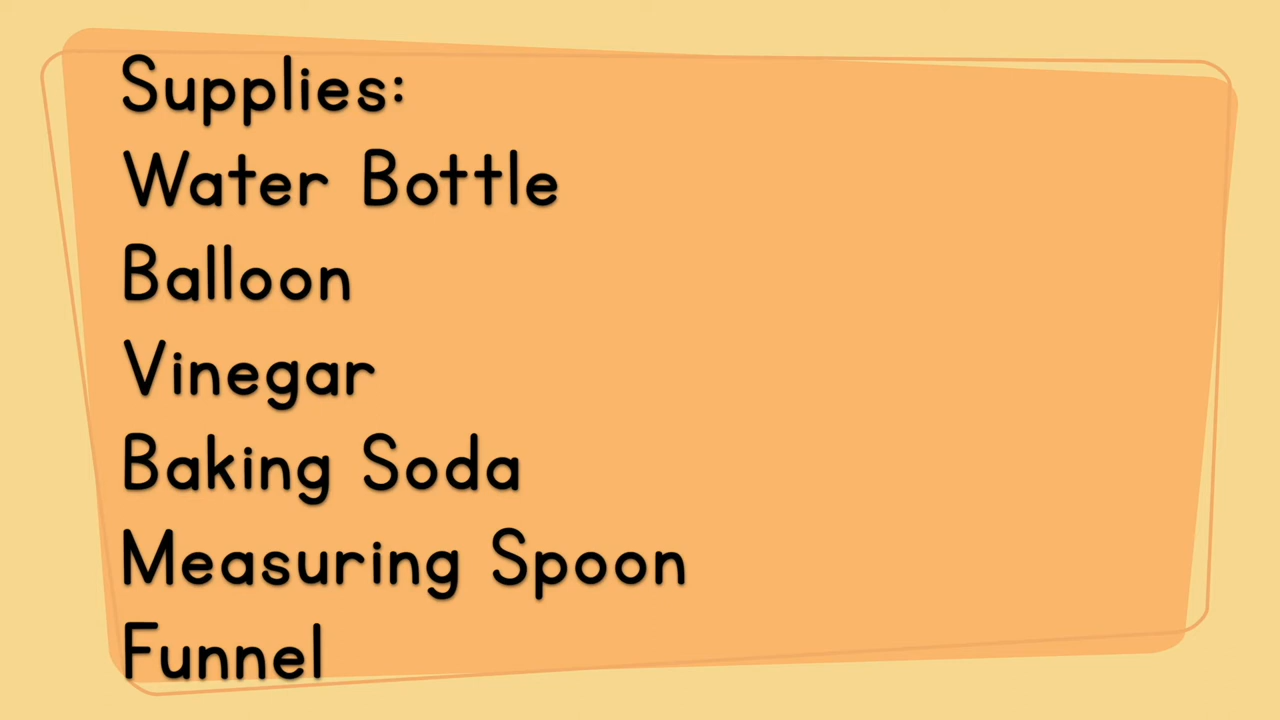 Supplies:
Water Bottle
Balloon
Vinegar
Baking Soda
Measuring Spoon
Funnel